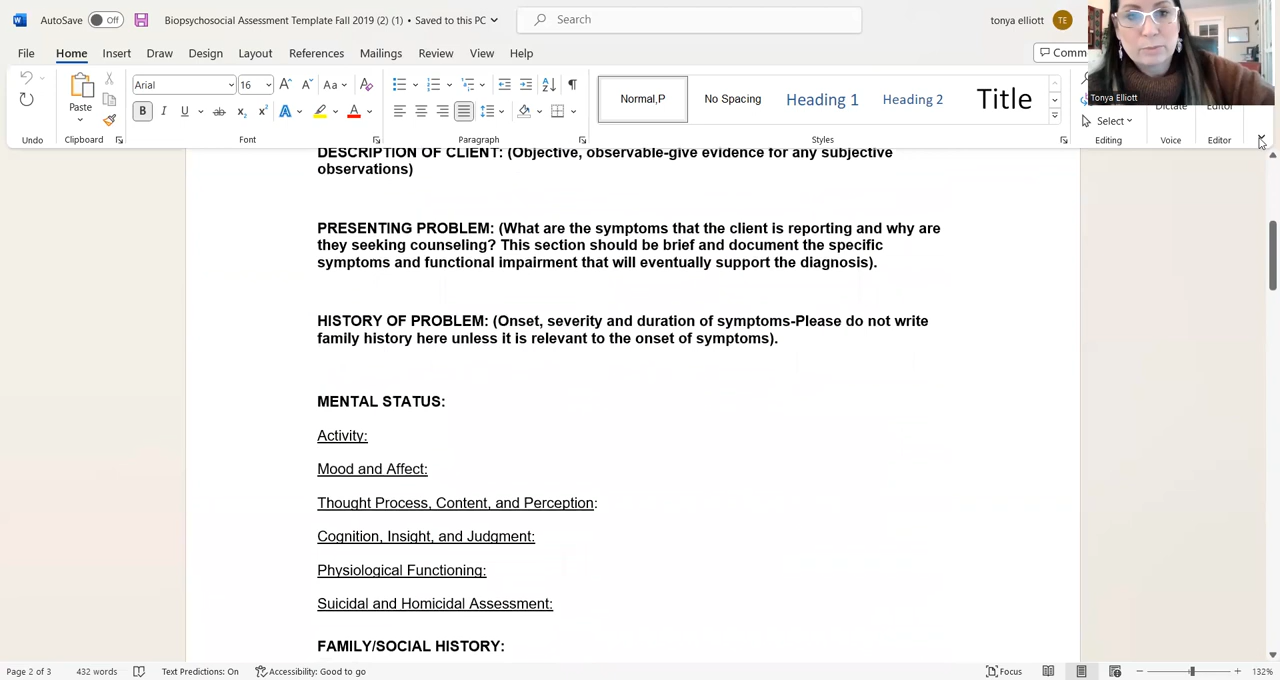 AutoSave Off Biopsychosocial Assessment Template Fall 2019 (2) (1) • Saved to this PC Search tonya elliott TE
File Home Insert Draw Design Layout References Mailings Review View Help Comm
Paste Arial 16 Aa Normal,P No Spacing Heading 1 Heading 2 Title Select Dictate Editor
Undo Clipboard Font Paragraph Styles Editing Voice Editor
Tonya Elliott
DESCRIPTION OF CLIENT: (Objective, observable-give evidence for any subjective
observations)
PRESENTING PROBLEM: (What are the symptoms that the client is reporting and why are
they seeking counseling? This section should be brief and document the specific
symptoms and functional impairment that will eventually support the diagnosis).
HISTORY OF PROBLEM: (Onset, severity and duration of symptoms-Please do not write
family history here unless it is relevant to the onset of symptoms).
MENTAL STATUS:
Activity:
Mood and Affect:
Thought Process, Content, and Perception:
Cognition, Insight, and Judgment:
Physiological Functioning:
Suicidal and Homicidal Assessment:
FAMILY/SOCIAL HISTORY:
Page 2 of 3 432 words Text Predictions: On Accessibility: Good to go Focus 132%